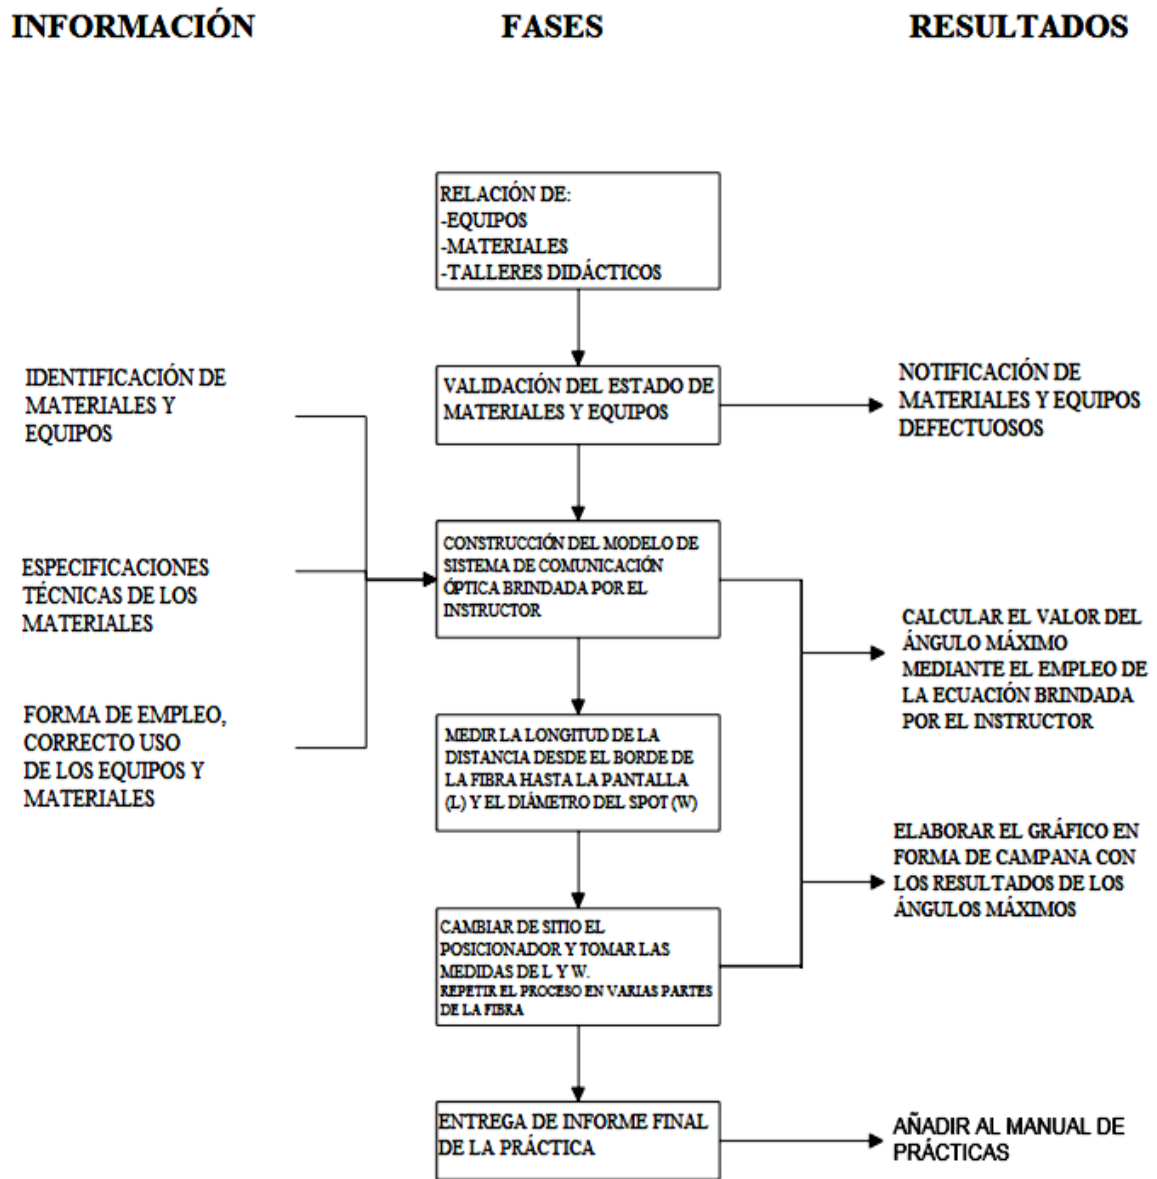 INFORMACIÓN
FASES
RESULTADOS
RELACIÓN DE:
-EQUIPOS
-MATERIALES
-TALLERES DIDÁCTICOS
IDENTIFICACIÓN DE
MATERIALES Y
EQUIPOS
VALIDACIÓN DEL ESTADO DE
MATERIALES Y EQUIPOS
NOTIFICACIÓN DE
MATERIALES Y EQUIPOS
DEFECTUOSOS
ESPECIFICACIONES
TÉCNICAS DE LOS
MATERIALES
CONSTRUCCIÓN DEL MODELO DE
SISTEMA DE COMUNICACIÓN
ÓPTICA BRINDADA POR EL
INSTRUCTOR
CALCULAR EL VALOR DEL
ÁNGULO MÁXIMO
MEDIANTE EL EMPLEO DE
LA ECUACIÓN BRINDADA
POR EL INSTRUCTOR
FORMA DE EMPLEO,
CORRECTO USO
DE LOS EQUIPOS Y
MATERIALES
MEDIR LA LONGITUD DE LA
DISTANCIA DESDE EL BORDE DE
LA FIBRA HASTA LA PANTALLA
(L) Y EL DIÁMETRO DEL SPOT (W)
ELABORAR EL GRÁFICO EN
FORMA DE CAMPANA CON
LOS RESULTADOS DE LOS
ÁNGULOS MÁXIMOS
CAMBIAR DE SITIO EL
POSICIONADOR Y TOMAR LAS
MEDIDAS DE L Y W.
REPETIR EL PROCESO EN VARIAS PARTES
DE LA FIBRA
ENTREGA DE INFORME FINAL
DE LA PRÁCTICA
AÑADIR AL MANUAL DE
PRÁCTICAS